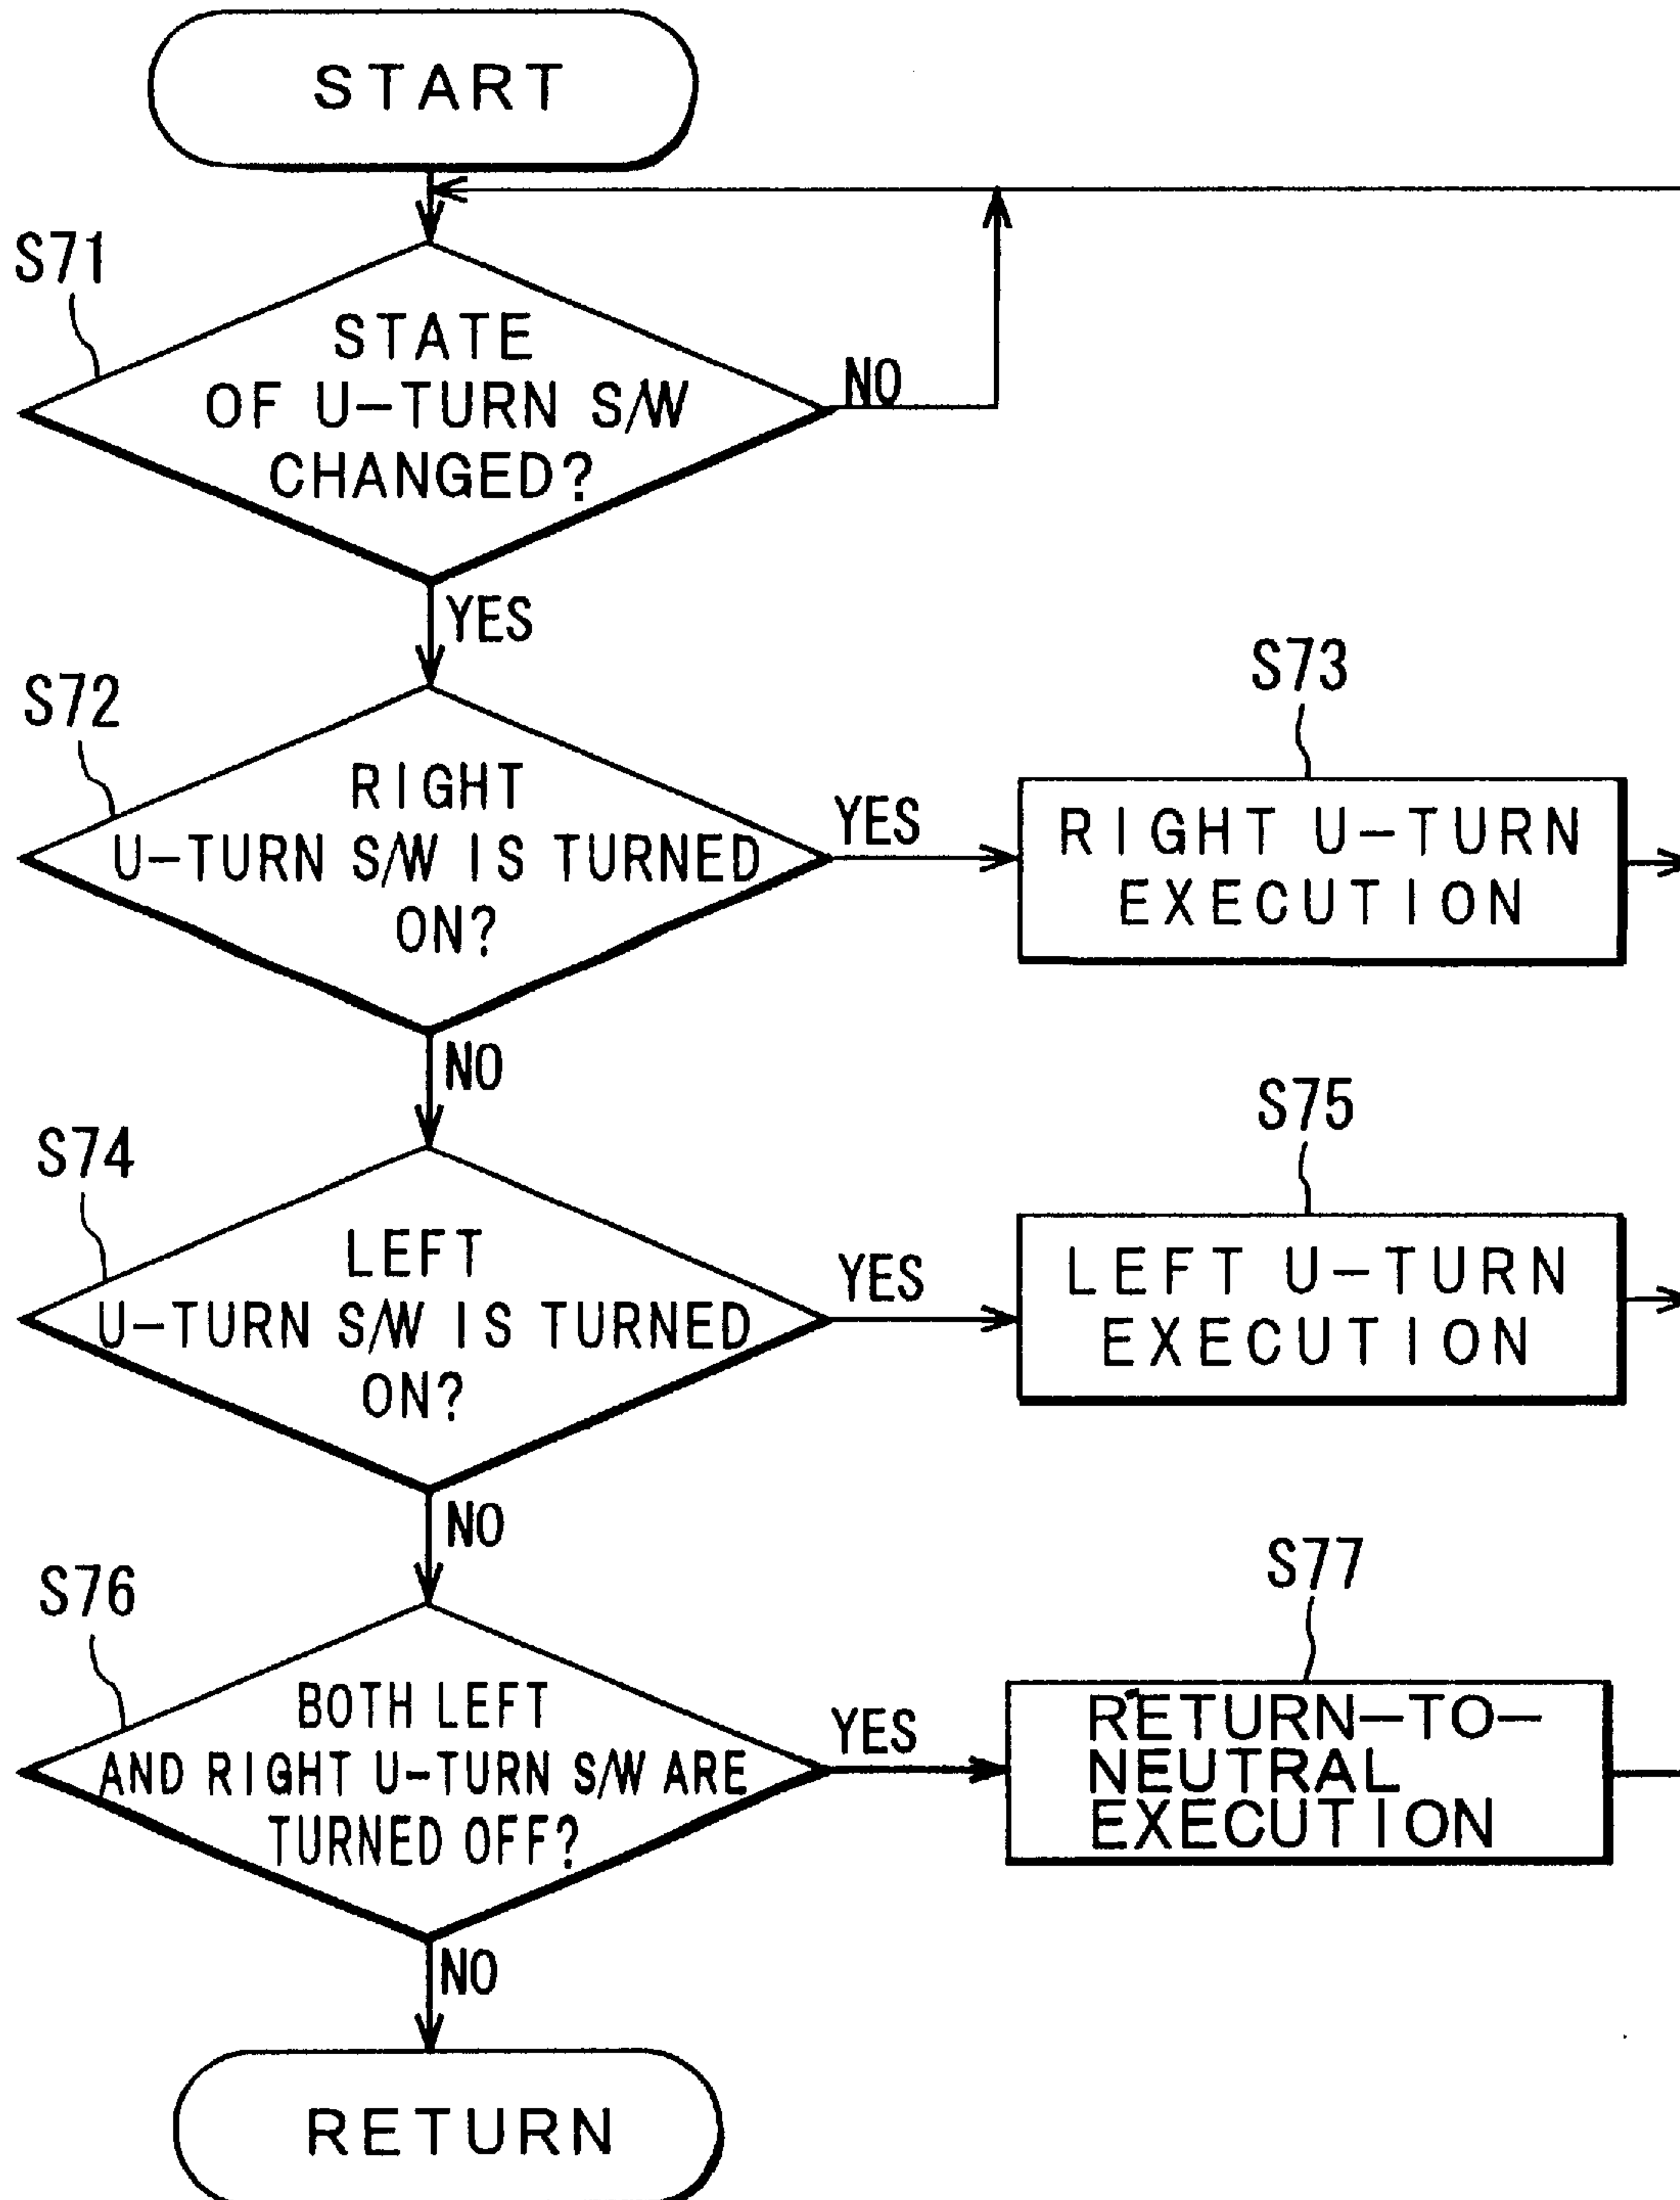 START
S71
STATE
OF U-TURN S/W
CHANGED?
NO
YES
S72
RIGHT
U-TURN S/W IS TURNED
ON?
YES
S73
RIGHT U-TURN
EXECUTION
NO
S74
LEFT
U-TURN S/W IS TURNED
ON?
YES
S75
LEFT U-TURN
EXECUTION
NO
S76
BOTH LEFT
AND RIGHT U-TURN S/W ARE
TURNED OFF?
YES
S77
RETURN-TO-
NEUTRAL
EXECUTION
NO
RETURN